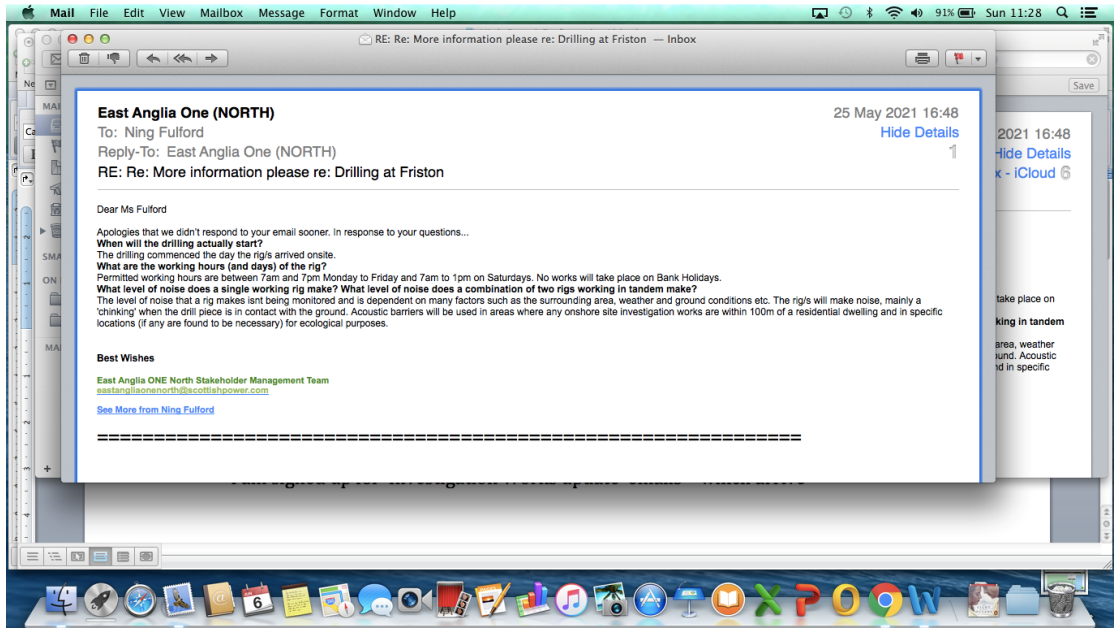 Mail File Edit View Mailbox Message Format Window Help 91% Sun 11:28
RE: Re: More information please re: Drilling at Friston — Inbox
Ne
Save
MAI
East Anglia One (NORTH) 25 May 2021 16:48
To: Ning Fulford Hide Details
Reply-To: East Anglia One (NORTH) 1
RE: Re: More information please re: Drilling at Friston
2021 16:48
Hide Details
x - iCloud 6
Dear Ms Fulford
Apologies that we didn't respond to your email sooner. In response to your questions...
When will the drilling actually start?
The drilling commenced the day the rig/s arrived onsite.
What are the working hours (and days) of the rig?
Permitted working hours are between 7am and 7pm Monday to Friday and 7am to 1pm on Saturdays. No works will take place on Bank Holidays.
What level of noise does a single working rig make? What level of noise does a combination of two rigs working in tandem make?
The level of noise that a rig makes isnt being monitored and is dependent on many factors such as the surrounding area, weather and ground conditions etc. The rig/s will make noise, mainly a
'chinking' when the drill piece is in contact with the ground. Acoustic barriers will be used in areas where any onshore site investigation works are within 100m of a residential dwelling and in specific
locations (if any are found to be necessary) for ecological purposes.
Best Wishes
East Anglia ONE North Stakeholder Management Team
eastangliaonenorth@scottishpower.com
See More from Ning Fulford
==============================================================
SMA
ON
MA
take place on
king in tandem
area, weather
und. Acoustic
nd in specific
6